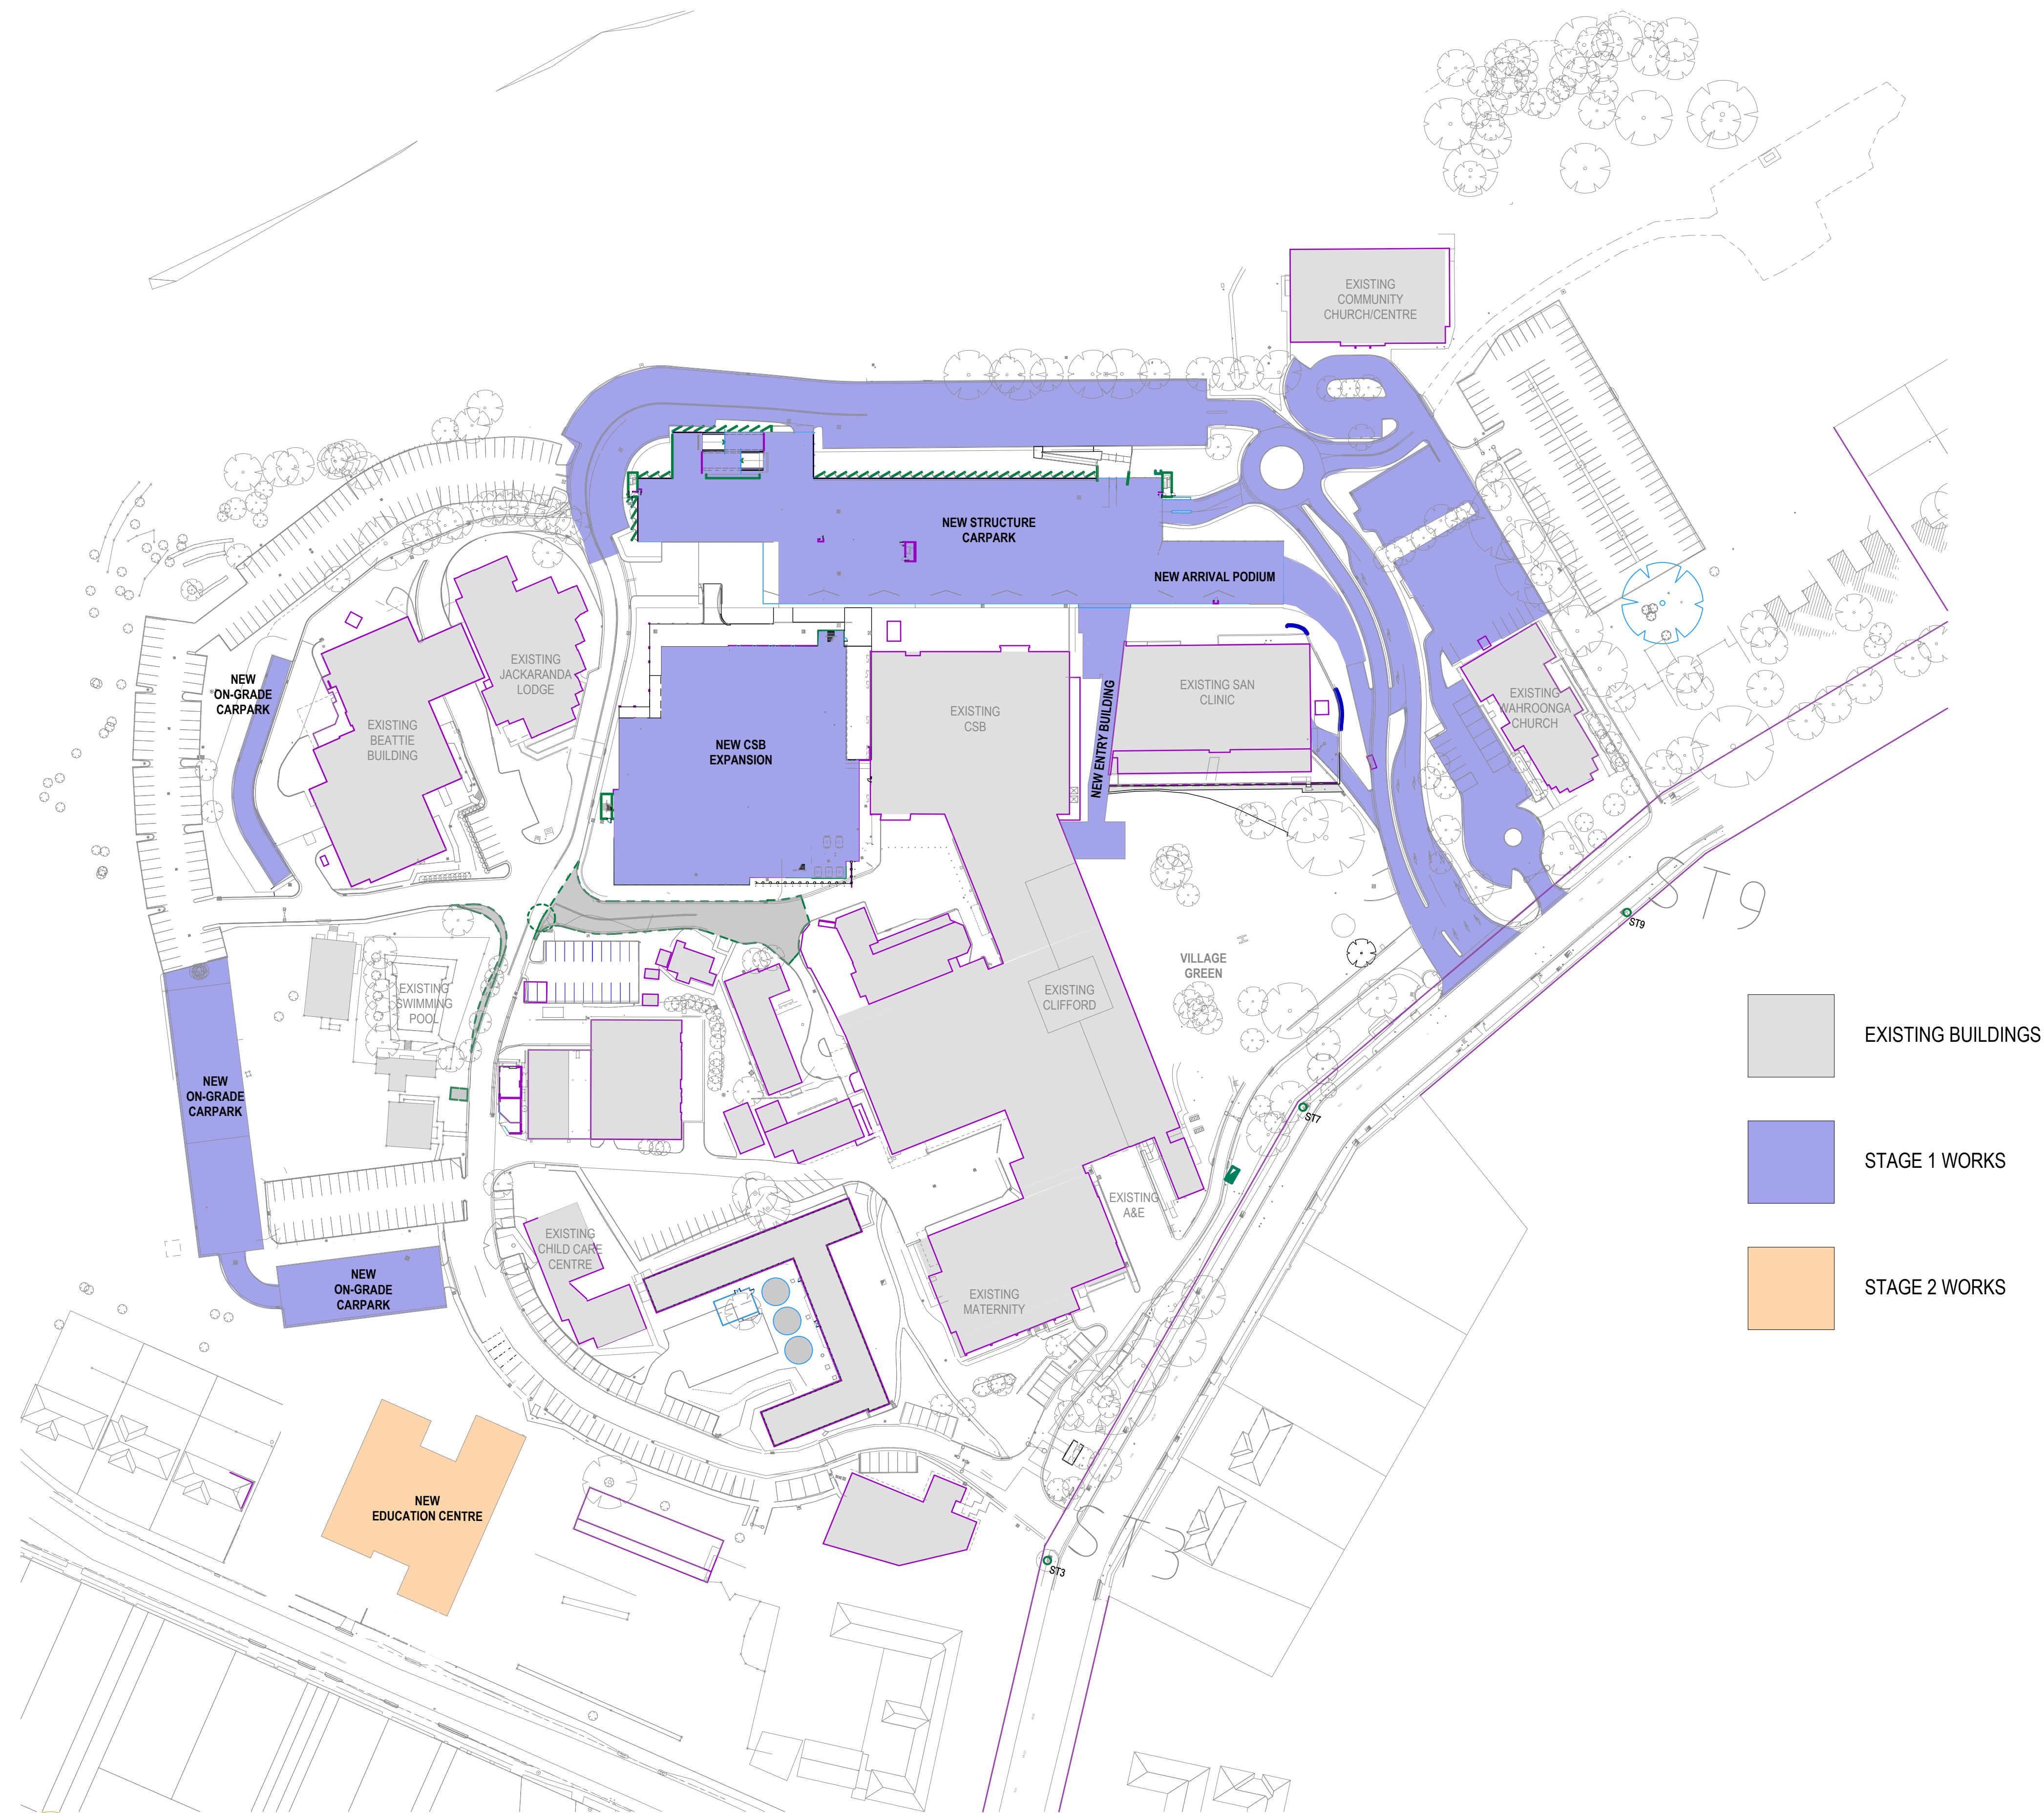 EXISTING
COMMUNITY
CHURCH/CENTRE
NEW STRUCTURE
CARPARK
NEW ARRIVAL PODIUM
EXISTING
JACKARANDA
LODGE
NEW
ON-GRADE
CARPARK
EXISTING
BEATTIE
BUILDING
NEW CSB
EXPANSION
EXISTING
CSB
NEW ENTRY BUILDING
EXISTING SAN
CLINIC
EXISTING
WAHROONGA
CHURCH
ST9
ST9
VILLAGE
GREEN
EXISTING
SWIMMING
POOL
EXISTING
CLIFFORD
EXISTING BUILDINGS
STAGE 1 WORKS
STAGE 2 WORKS
NEW
ON-GRADE
CARPARK
ST7
EXISTING
A&E
EXISTING
CHILD CARE
CENTRE
NEW
ON-GRADE
CARPARK
EXISTING
MATERNITY
NEW
EDUCATION CENTRE
ST3
ST3